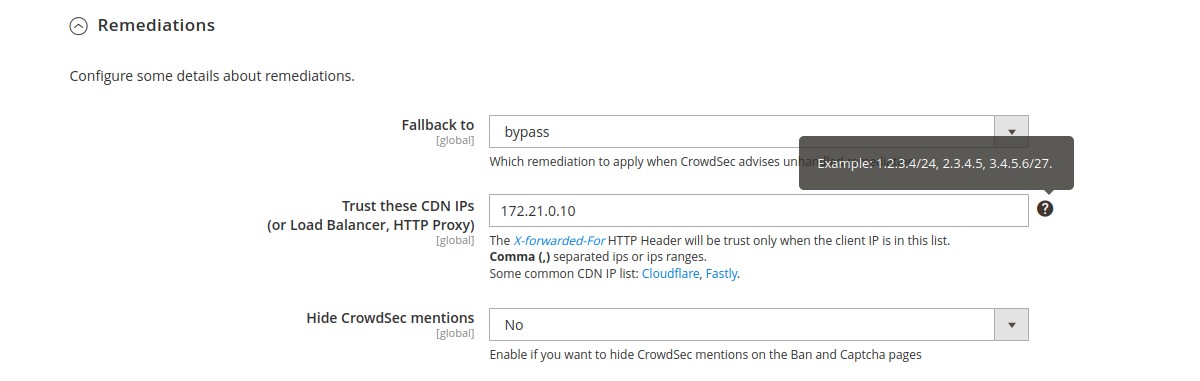 Remediations
Configure some details about remediations.
Fallback to
[global]
bypass
Which remediation to apply when CrowdSec advises
Example: 1.2.3.4/24, 2.3.4.5, 3.4.5.6/27.
Trust these CDN IPs
(or Load Balancer, HTTP Proxy)
[global]
172.21.0.10
?
The X-forwarded-For HTTP Header will be trust only when the client IP is in this list.
Comma (,) separated ips or ips ranges.
Some common CDN IP list: Cloudflare, Fastly.
Hide CrowdSec mentions
[global]
No
Enable if you want to hide CrowdSec mentions on the Ban and Captcha pages